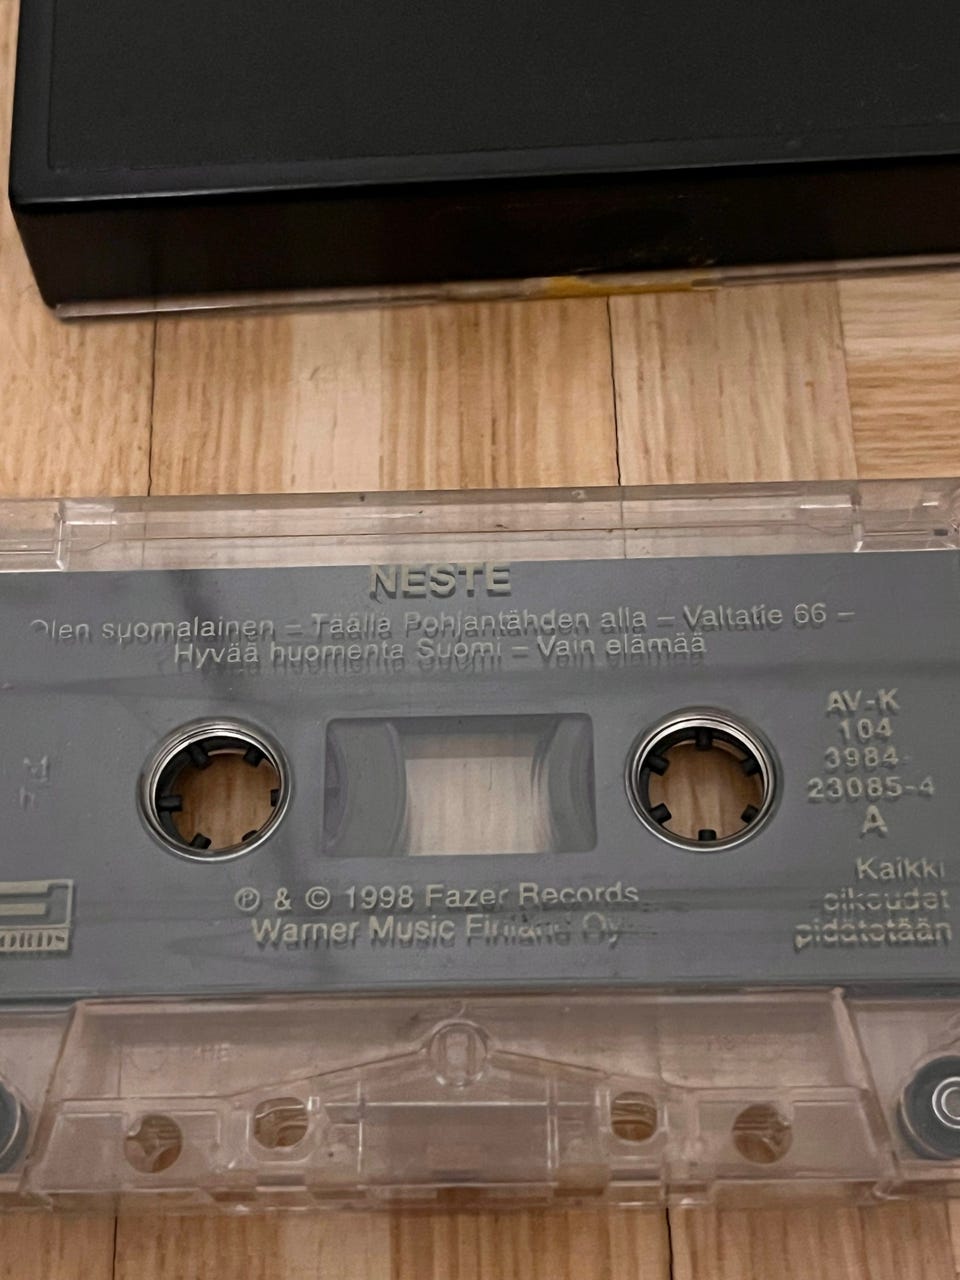 NESTE
Olen suomalainen – Täällä Pohjantähden alla – Valtatie 66 –
Hyvää huomenta Suomi – Vain elämää
AV-K
104
3984-
23085-4
A
℗ & © 1998 Fazer Records
Warner Music Finland Oy
Kaikki
oikeudet
pidätetään
ORDS